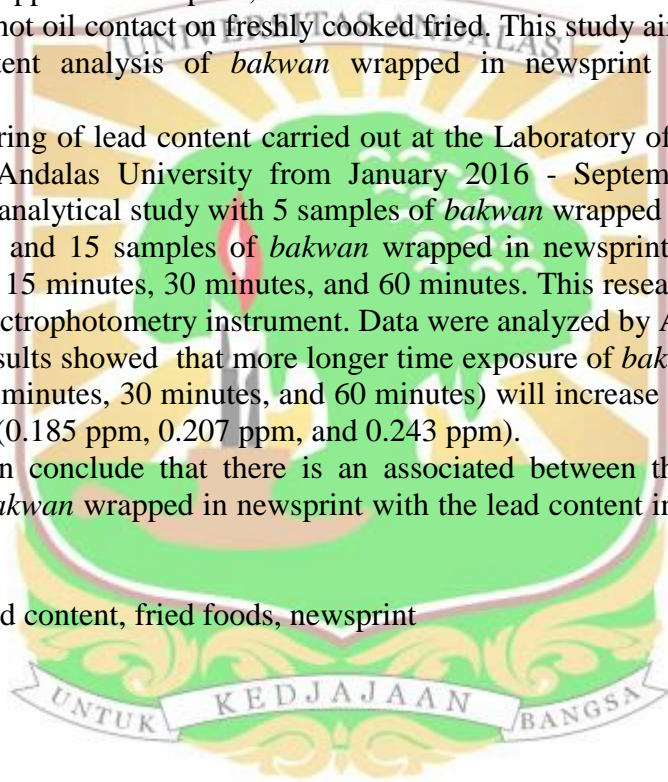 hot oil contact on freshly cooked fried. This study ai
UNIVERSITAS ANDALAS
tent analysis of bakwan wrapped in newsprint
ring of lead content carried out at the Laboratory of
Andalas University from January 2016 - Septem
analytical study with 5 samples of bakwan wrapped
and 15 samples of bakwan wrapped in newsprint
15 minutes, 30 minutes, and 60 minutes. This resea
ctrophotometry instrument. Data were analyzed by A
sults showed that more longer time exposure of bak
minutes, 30 minutes, and 60 minutes) will increase
(0.185 ppm, 0.207 ppm, and 0.243 ppm).
n conclude that there is an associated between th
akwan wrapped in newsprint with the lead content i
d content, fried foods, newsprint
UNTUK KEDJAJAAN BANGSA